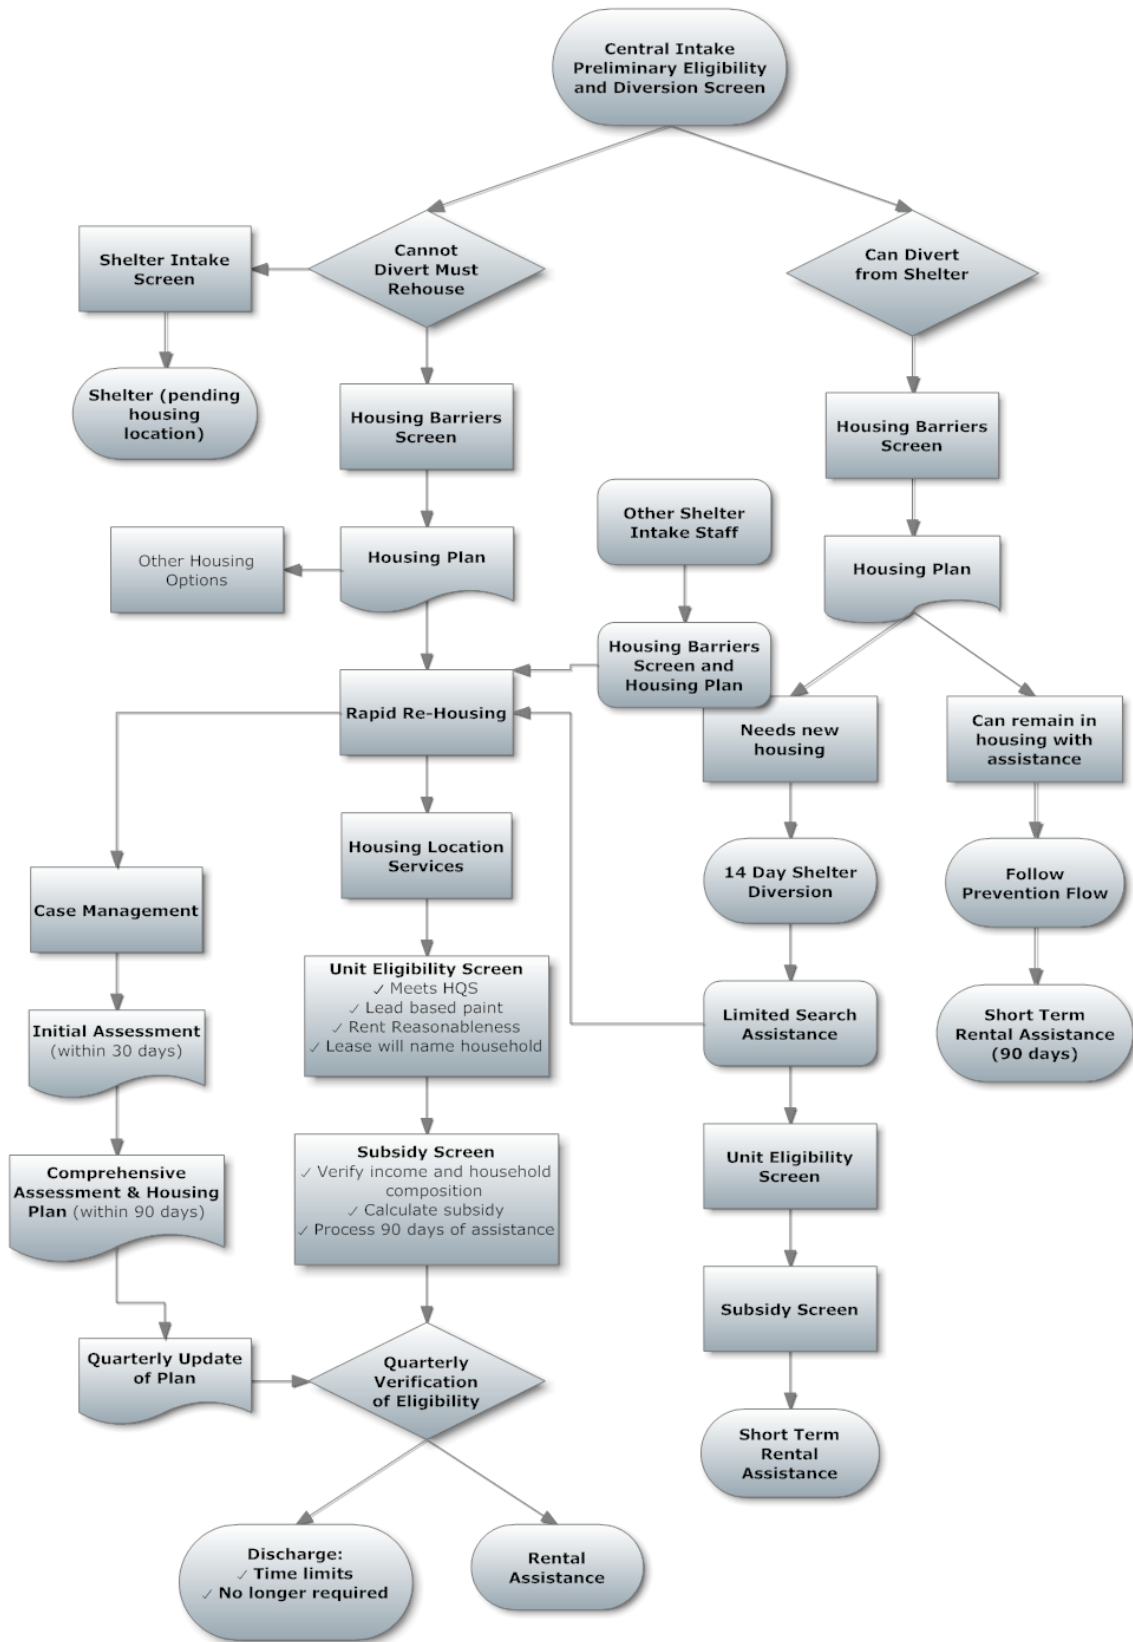 Central Intake
Preliminary Eligibility
and Diversion Screen
Shelter Intake
Screen
Cannot
Divert Must
Rehouse
Can Divert
from Shelter
Shelter (pending
housing
location)
Housing Barriers
Screen
Housing Barriers
Screen
Other Shelter
Intake Staff
Other Housing
Options
Housing Plan
Housing Plan
Housing Barriers
Screen and
Housing Plan
Rapid Re-Housing
Needs new
housing
Can remain in
housing with
assistance
Housing Location
Services
14 Day Shelter
Diversion
Follow
Prevention Flow
Case Management
Unit Eligibility Screen
✓ Meets HQS
✓ Lead based paint
✓ Rent Reasonableness
✓ Lease will name household
Limited Search
Assistance
Short Term
Rental Assistance
(90 days)
Initial Assessment
(within 30 days)
Comprehensive
Assessment & Housing
Plan (within 90 days)
Subsidy Screen
✓ Verify income and household
composition
✓ Calculate subsidy
✓ Process 90 days of assistance
Unit Eligibility
Screen
Subsidy Screen
Quarterly Update
of Plan
Quarterly
Verification
of Eligibility
Short Term
Rental
Assistance
Discharge:
✓ Time limits
✓ No longer required
Rental
Assistance